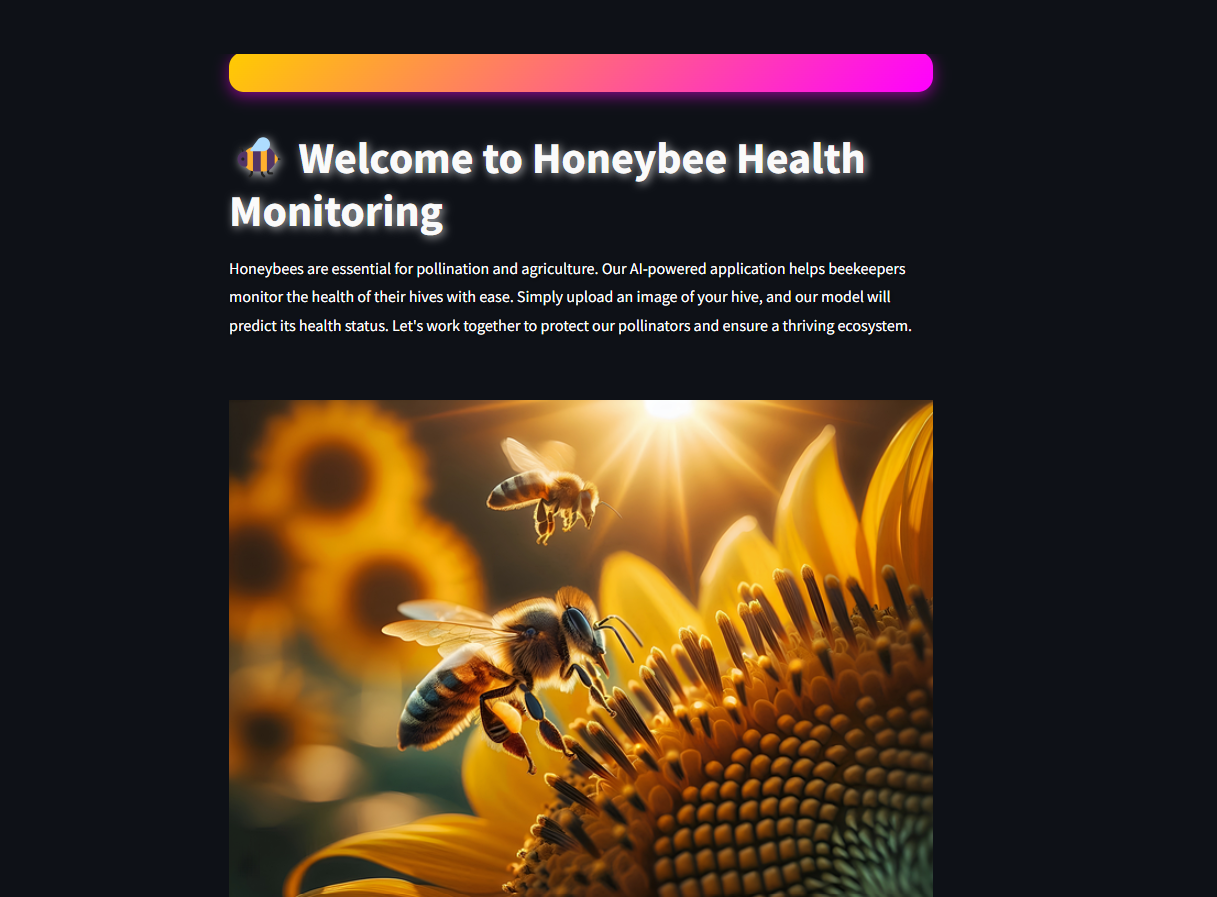 🐝 Welcome to Honeybee Health
Monitoring
Honeybees are essential for pollination and agriculture. Our AI-powered application helps beekeepers
monitor the health of their hives with ease. Simply upload an image of your hive, and our model will
predict its health status. Let's work together to protect our pollinators and ensure a thriving ecosystem.